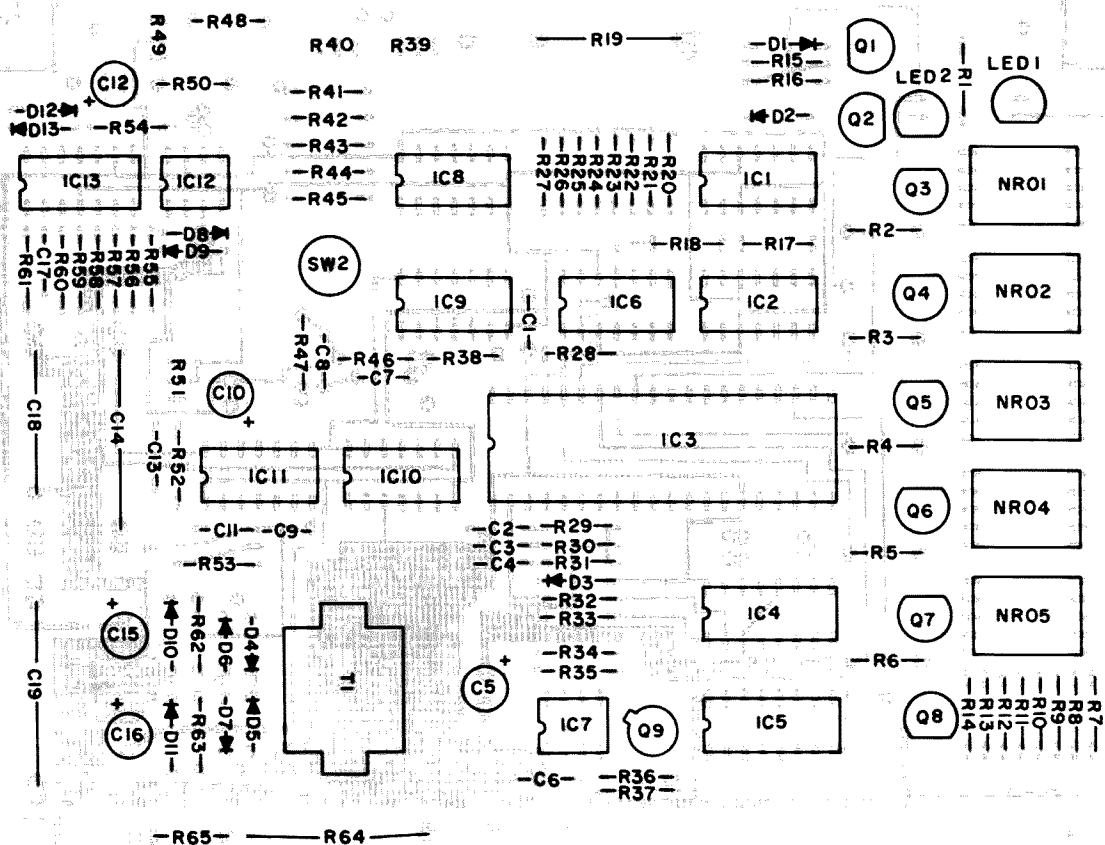 R48
R49
R40
R39
R19
D1
Q1
R15
R16
LED2
R1
LED1
C12
+
R50
R41
D12
D13
R54
R42
D2
Q2
R43
R44
R45
IC13
IC12
IC8
R27
R26
R25
R24
R23
R22
R21
R20
IC1
Q3
NR01
D8
D9
R61
C17
R60
R59
R58
R57
R56
R55
SW2
R18
R17
R2
IC9
C1
IC6
IC2
Q4
NR02
R47
C8
R46
C7
R38
R28
R3
R51
C10
+
C18
C14
C13
R52
IC3
Q5
NR03
R4
IC11
IC10
Q6
NR04
C11
C9
C2
C3
C4
R29
R30
R31
R5
R53
D3
R32
R33
IC4
Q7
NR05
+
C15
D10
R62
D6
D4
T1
R34
R35
R6
C19
+
C16
D11
R63
D7
D5
C5
+
IC7
Q9
IC5
Q8
R14
R13
R12
R11
R10
R9
R8
R7
C6
R36
R37
R65
R64